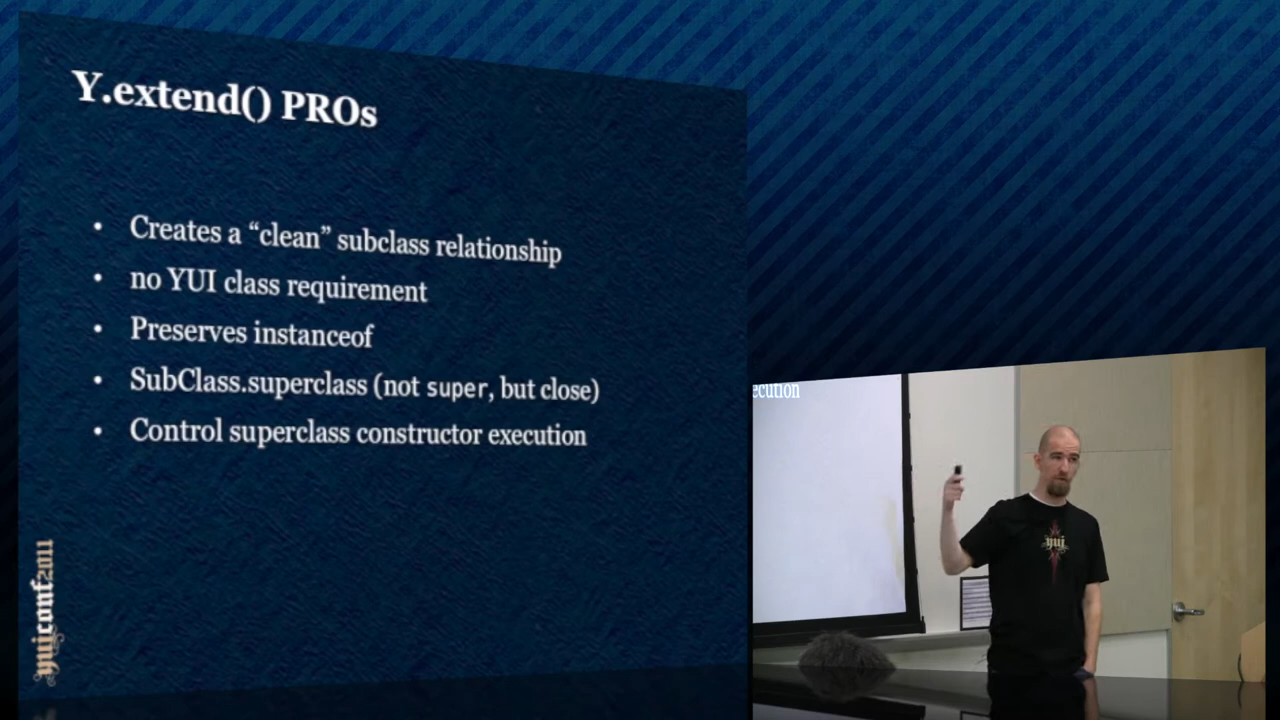 Y.extend() PROs
• Creates a “clean” subclass relationship
• no YUI class requirement
• Preserves instanceof
• SubClass.superclass (not super, but close)
• Control superclass constructor execution
yuiconf2011
ecution
yui